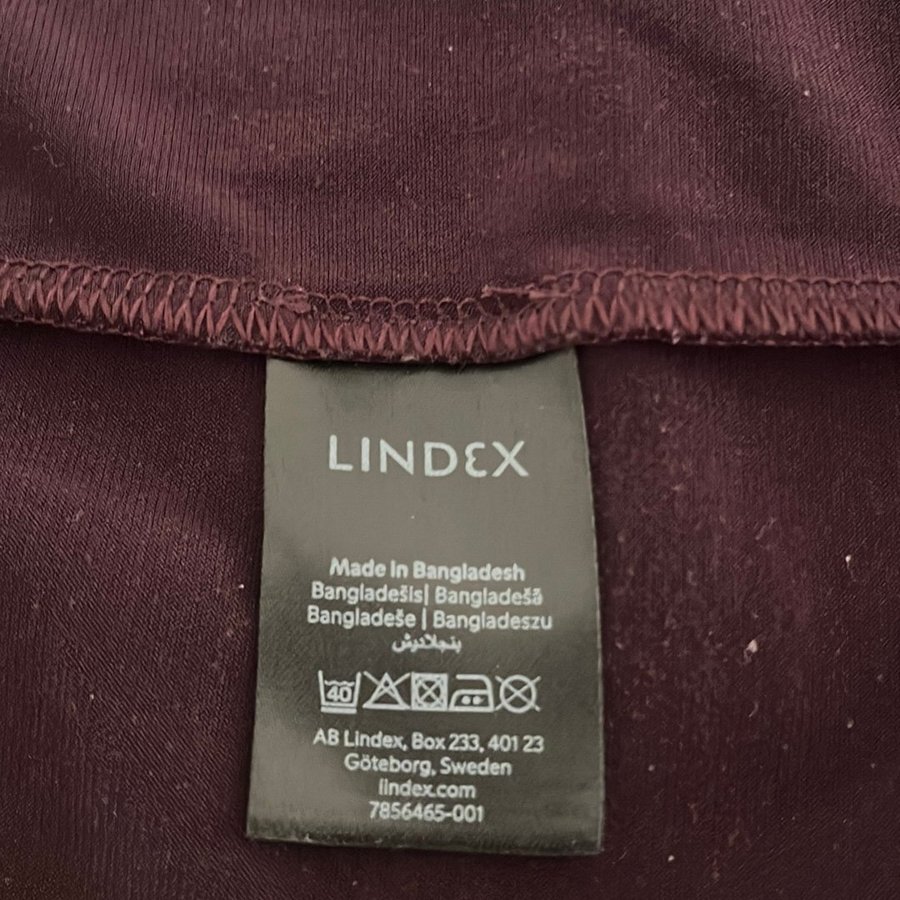 LINDEX
Made in Bangladesh
Bangladešis| Bangladešā
Bangladeše | Bangladeszu
بنجلاديش
40
AB Lindex, Box 233, 401 23
Göteborg, Sweden
lindex.com
7856465-001